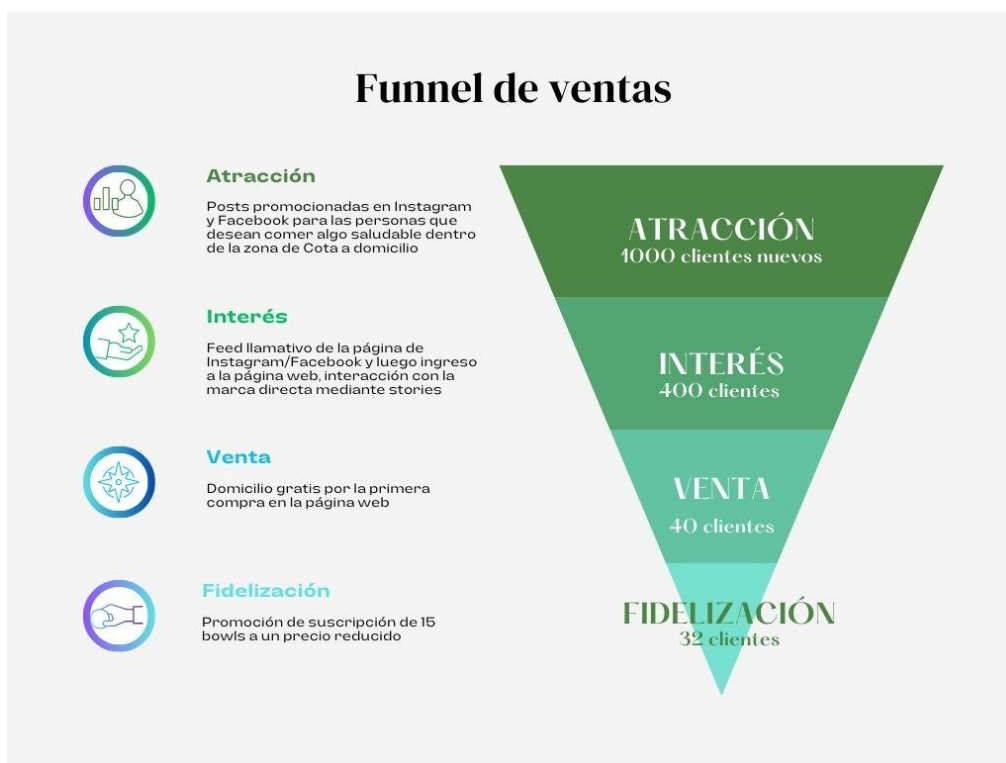 Funnel de ventas
Atracción
Posts promocionadas en Instagram
y Facebook para las personas que
desean comer algo saludable dentro
de la zona de Cota a domicilio
Interés
Feed llamativo de la página de
Instagram/Facebook y luego ingreso
a la página web, interacción con la
marca directa mediante stories
Venta
Domicilio gratis por la primera
compra en la página web
Fidelización
Promoción de suscripción de 15
bowls a un precio reducido
ATRACCIÓN
1000 clientes nuevos
INTERÉS
400 clientes
VENTA
40 clientes
FIDELIZACIÓN
32 clientes